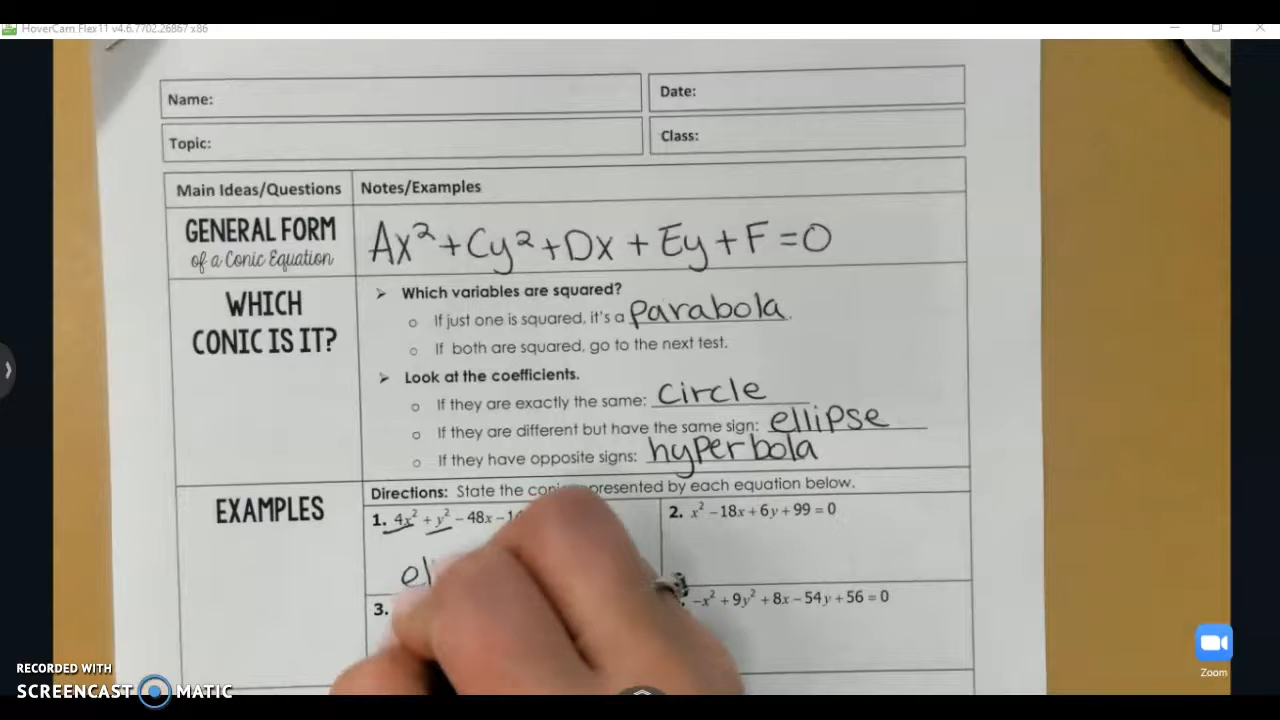 HoverCam Flex11 v4.6.7702.26867 x86
Name:
Date:
Topic:
Class:
Main Ideas/Questions
Notes/Examples
GENERAL FORM
of a Conic Equation
Ax² + Cy² + Dx + Ey + F = 0
WHICH
CONIC IS IT?
➢ Which variables are squared?
o If just one is squared, it's a parabola.
o If both are squared, go to the next test.
➢ Look at the coefficients.
o If they are exactly the same: circle
o If they are different but have the same sign: ellipse
o If they have opposite signs: hyperbola
EXAMPLES
Directions: State the conic represented by each equation below.
1. 4x² + y² − 48x − 1
el
2. x² − 18x + 6y + 99 = 0
3.
−x² + 9y² + 8x − 54y + 56 = 0
RECORDED WITH
SCREENCAST MATIC
Zoom